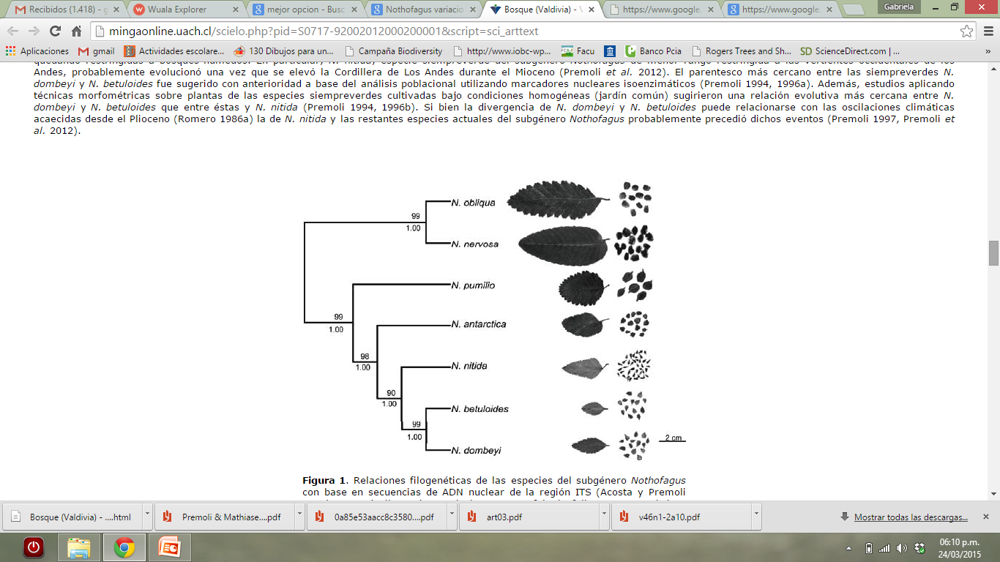 Recibidos (1.418) - g
Wuala Explorer
mejor opcion - Busc
Nothofagus variacio
Bosque (Valdivia) - V
https://www.google.
https://www.google.
Gabriela
mingaonline.uach.cl/scielo.php?pid=S0717-92002012000200001&script=sci_arttext
Aplicaciones
gmail
Actividades escolare...
130 Dibujos para un...
Campaña Biodiversity
http://www.iobc-wp...
Facu
Banco Pcia
Rogers Trees and Sh...
SD ScienceDirect.com | ...
»
Andes, probablemente evolucionó una vez que se elevó la Cordillera de Los Andes durante el Mioceno (Premoli et al. 2012). El parentesco más cercano entre las siempreverdes N.
dombeyi y N. betuloides fue sugerido con anterioridad a base del análisis poblacional utilizando marcadores nucleares isoenzimáticos (Premoli 1994, 1996a). Además, estudios aplicando
técnicas morfométricas sobre plantas de las especies siempreverdes cultivadas bajo condiciones homogéneas (jardín común) sugirieron una relación evolutiva más cercana entre N.
dombeyi y N. betuloides que entre éstas y N. nitida (Premoli 1994, 1996b). Si bien la divergencia de N. dombeyi y N. betuloides puede relacionarse con las oscilaciones climáticas
acaecidas desde el Plioceno (Romero 1986a) la de N. nitida y las restantes especies actuales del subgénero Nothofagus probablemente precedió dichos eventos (Premoli 1997, Premoli et
al. 2012).
N. obliqua
99
1.00
N. nervosa
N. pumilio
99
1.00
N. antarctica
98
1.00
N. nitida
90
1.00
N. betuloides
99
1.00
N. dombeyi
2 cm
Figura 1. Relaciones filogenéticas de las especies del subgénero Nothofagus
con base en secuencias de ADN nuclear de la región ITS (Acosta y Premoli
Bosque (Valdivia) - ....html
Premoli & Mathiase....pdf
0a85e53aacc8c3580....pdf
art03.pdf
v46n1-2a10.pdf
Mostrar todas las descargas...
06:10 p.m.
24/03/2015